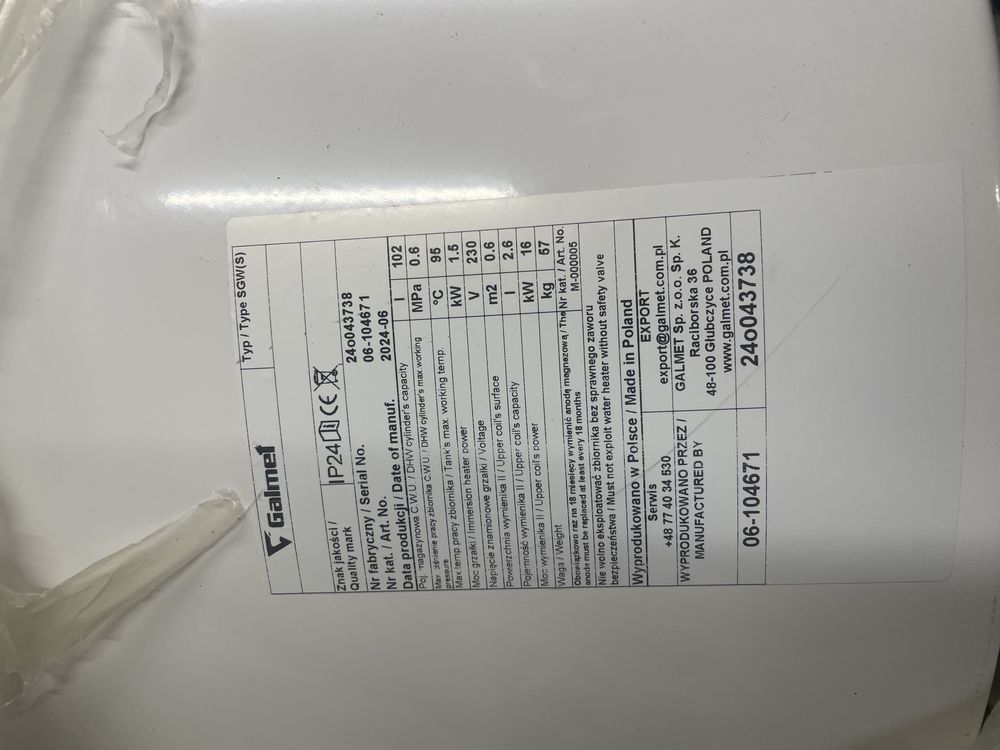 Galmet
Typ / Type SGW(S)
Znak jakości /
Quality mark
IP24 CE
Nr fabryczny / Serial No. 24o043738
Nr kat. / Art. No. 06-104671
Data produkcji / Date of manuf. 2024-06
Poj. magazynowa C.W.U. / DHW cylinder's capacity l 102
Max. ciśnienie pracy zbiornika C.W.U. / DHW cylinder's max working
pressure MPa 0.6
Max. temp. pracy zbiornika / Tank's max. working temp. °C 95
Moc grzałki / Immersion heater power kW 1.5
Napięcie znamionowe grzałki / Voltage V 230
Powierzchnia wymienika II / Upper coil's surface m2 0.6
Pojemność wymienika II / Upper coil's capacity l 2.6
Moc wymienika II / Upper coil's power kW 16
Waga / Weight kg 57
Obowiązkowo raz na 18 miesięcy wymienić anodę magnezową / The
anode must be replaced at least every 18 months
Nr kat. / Art. No.
M-000005
Nie wolno eksploatować zbiornika bez sprawnego zaworu
bezpieczeństwa / Must not exploit water heater without safety valve
Wyprodukowano w Polsce / Made in Poland
Serwis
+48 77 40 34 530
EXPORT
export@galmet.com.pl
WYPRODUKOWANO PRZEZ /
MANUFACTURED BY
GALMET Sp. z.o.o. Sp. K.
Raciborska 36
48-100 Głubczyce POLAND
www.galmet.com.pl
06-104671
24o043738